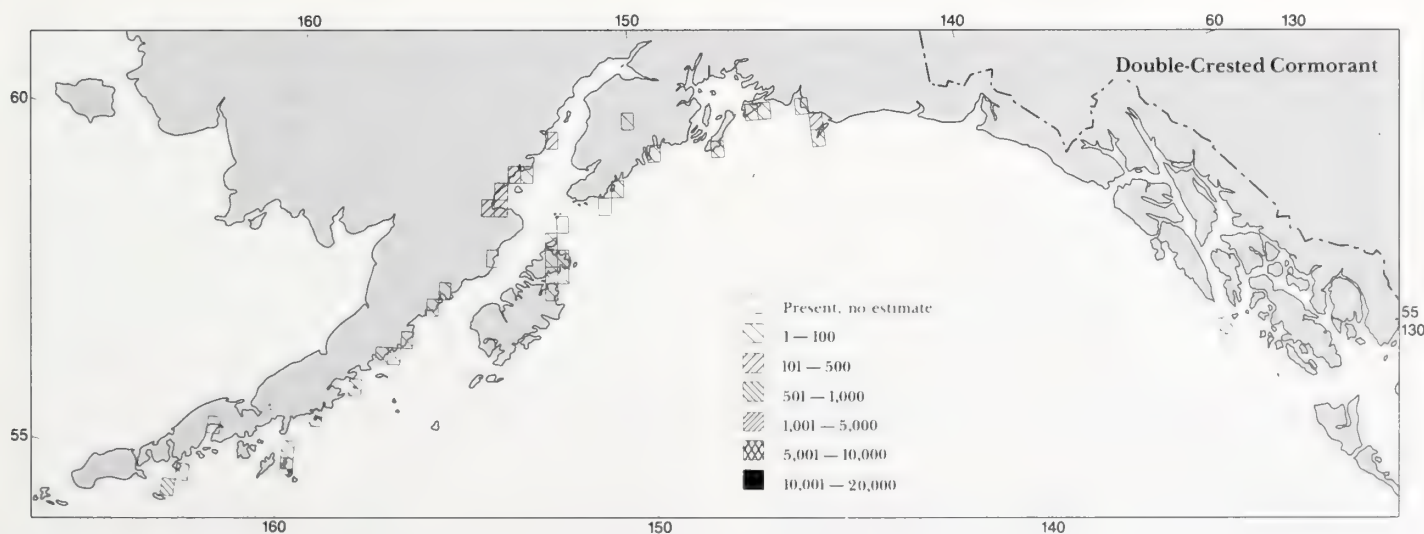 160 150 140 60 130
Double-Crested Cormorant
60
55
55
130
Present, no estimate
1 — 100
101 — 500
501 — 1,000
1,001 — 5,000
5,001 — 10,000
10,001 — 20,000
160 150 140